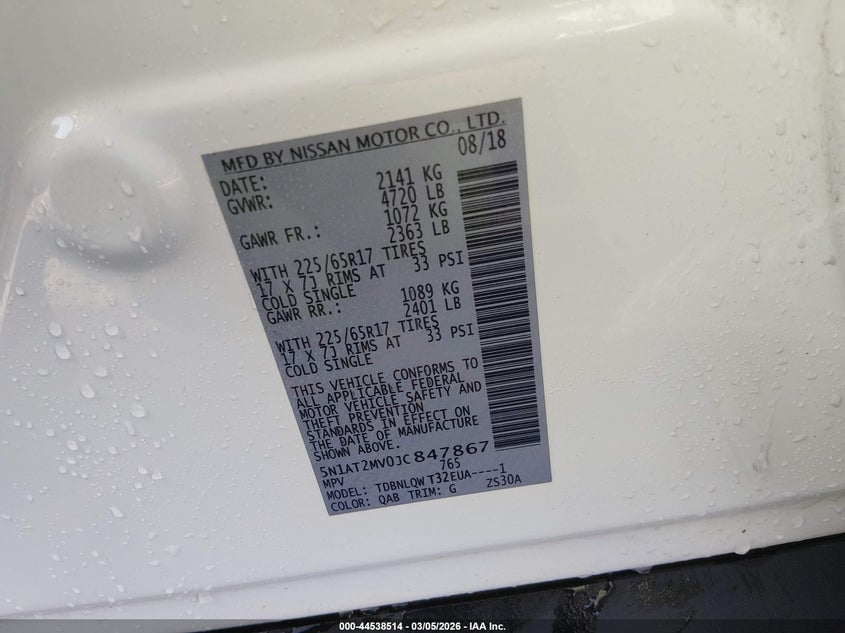 MFD BY NISSAN MOTOR CO., LTD.
DATE: 08/18
GVWR: 2141 KG
4720 LB
GAWR FR.: 1072 KG
2363 LB
WITH 225/65R17 TIRES
17 X 7J RIMS AT 33 PSI
COLD SINGLE
GAWR RR.: 1089 KG
2401 LB
WITH 225/65R17 TIRES
17 X 7J RIMS AT 33 PSI
COLD SINGLE
THIS VEHICLE CONFORMS TO
ALL APPLICABLE FEDERAL
MOTOR VEHICLE SAFETY AND
THEFT PREVENTION
STANDARDS IN EFFECT ON
THE DATE OF MANUFACTURE
SHOWN ABOVE.
5N1AT2MV0JC847867
MPV 765
MODEL: TDBNLQW T32EUA----1
COLOR: QAB TRIM: G ZS30A
000-44538514 - 03/05/2026 - IAA Inc.